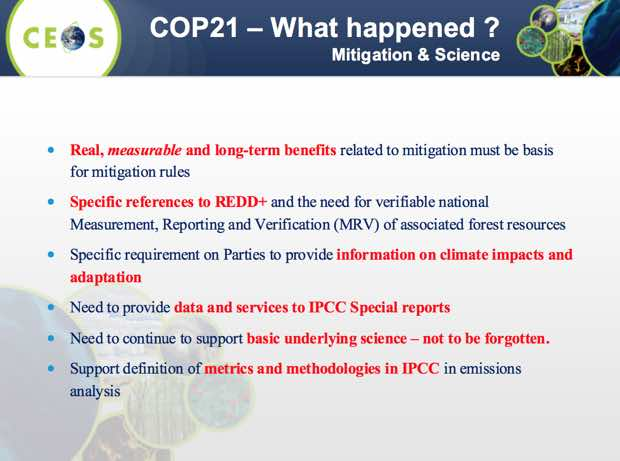 CEOS
COP21 – What happened ?
Mitigation & Science
• Real, measurable and long-term benefits related to mitigation must be basis
for mitigation rules
• Specific references to REDD+ and the need for verifiable national
Measurement, Reporting and Verification (MRV) of associated forest resources
• Specific requirement on Parties to provide information on climate impacts and
adaptation
• Need to provide data and services to IPCC Special reports
• Need to continue to support basic underlying science – not to be forgotten.
• Support definition of metrics and methodologies in IPCC in emissions
analysis